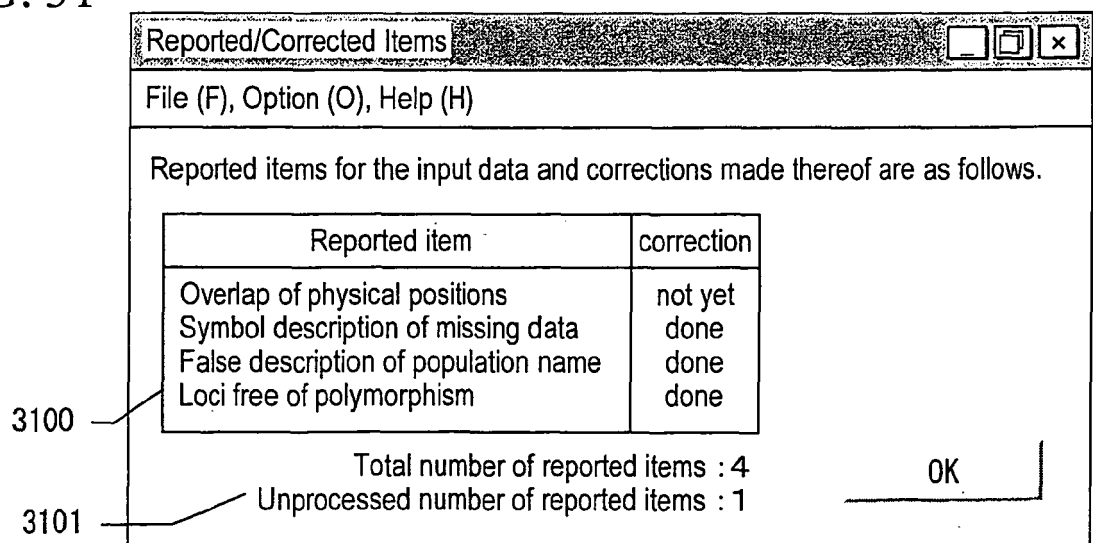 Reported/Corrected Items
File (F), Option (O), Help (H)
Reported items for the input data and corrections made thereof are as follows.
Reported item correction
Overlap of physical positions not yet
Symbol description of missing data done
False description of population name done
Loci free of polymorphism done
3100
Total number of reported items : 4
Unprocessed number of reported items : 1
OK
3101